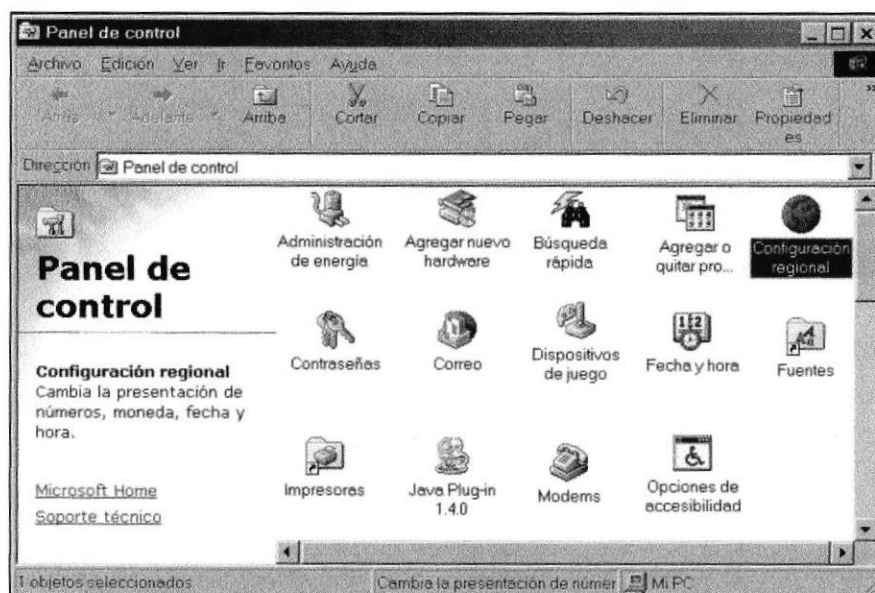 Panel de control
Archivo Edición Ver Ir Favoritos Ayuda
Atrás Adelante Arriba Cortar Copiar Pegar Deshacer Eliminar Propiedad
es
Dirección Panel de control
Panel de
control
Configuración regional
Cambia la presentación de
números, moneda, fecha y
hora.
Microsoft Home
Soporte técnico
Administración
de energía
Agregar nuevo
hardware
Búsqueda
rápida
Agregar o
quitar pro...
Configuración
regional
Contraseñas
Correo
Dispositivos
de juego
Fecha y hora
Fuentes
Impresoras
Java Plug-in
1.4.0
Modems
Opciones de
accesibilidad
1 objetos seleccionados Cambia la presentación de númer Mi PC